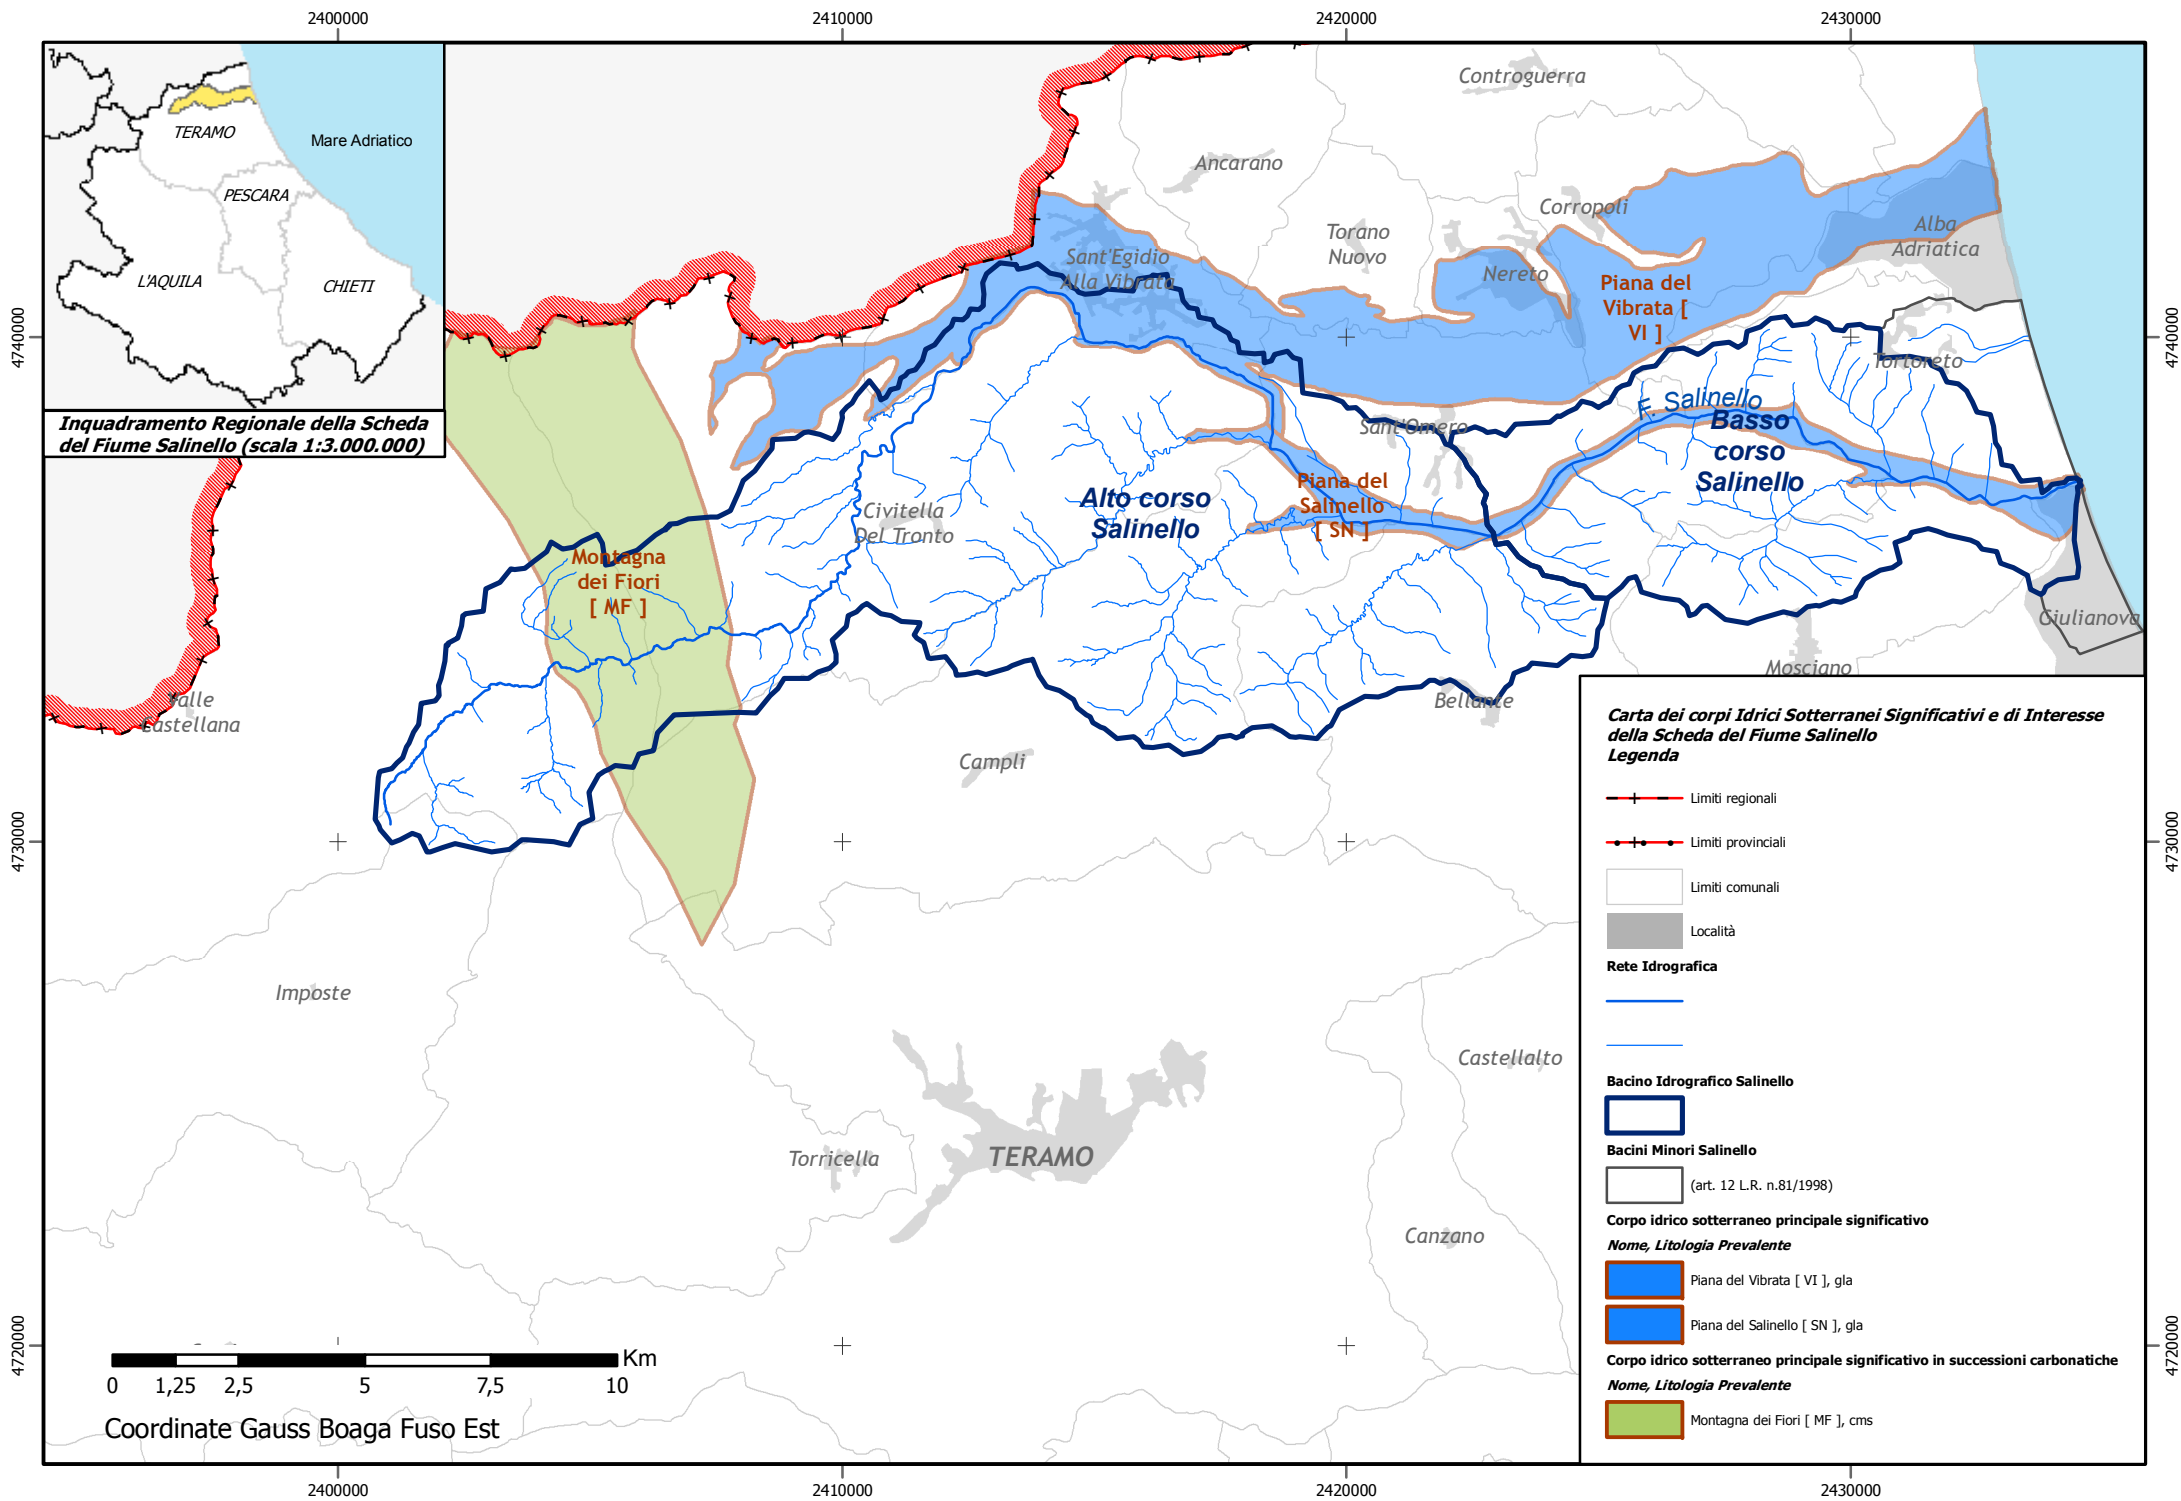 2400000
2410000
2420000
2430000
4740000
4730000
4720000
4740000
4730000
4720000
TERAMO
Mare Adriatico
PESCARA
L'AQUILA
CHIETI
Inquadramento Regionale della Scheda
del Fiume Salinello (scala 1:3.000.000)
Controguerra
Ancarano
Corropoli
Torano
Nuovo
Sant'Egidio
Alla Vibrata
Nereto
Alba
Adriatica
Piana del
Vibrata [
VI ]
Tortoreto
F. Salinello
Basso
corso
Salinello
Sant'Omero
Alto corso
Salinello
Piana del
Salinello
[ SN ]
Civitella
Del Tronto
Montagna
dei Fiori
[ MF ]
Giulianova
Mosciano
Bellante
Valle
Castellana
Campli
Imposte
Castellalto
Torricella
TERAMO
Canzano
Km
0 1,25 2,5 5 7,5 10
Coordinate Gauss Boaga Fuso Est
Carta dei corpi Idrici Sotterranei Significativi e di Interesse
della Scheda del Fiume Salinello
Legenda
Limiti regionali
Limiti provinciali
Limiti comunali
Località
Rete Idrografica
Bacino Idrografico Salinello
Bacini Minori Salinello
(art. 12 L.R. n.81/1998)
Corpo idrico sotterraneo principale significativo
Nome, Litologia Prevalente
Piana del Vibrata [ VI ], gla
Piana del Salinello [ SN ], gla
Corpo idrico sotterraneo principale significativo in successioni carbonatiche
Nome, Litologia Prevalente
Montagna dei Fiori [ MF ], cms
2400000
2410000
2420000
2430000